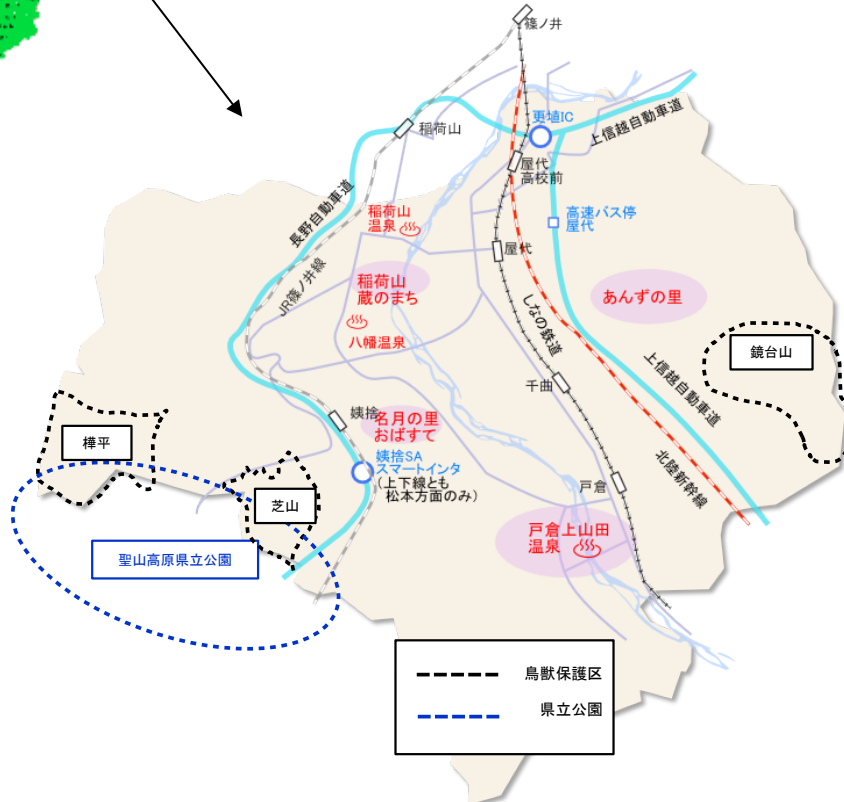 篠ノ井
更埴IC
上信越自動車道
稲荷山
屋代
高校前
長野自動車道
稲荷山
温泉
高速バス停
屋代
屋代
JR篠ノ井線
稲荷山
蔵のまち
あんずの里
しなの鉄道
八幡温泉
鏡台山
上信越自動車道
千曲
姨捨
名月の里
おばすて
樺平
姨捨SA
スマートインタ
(上下線とも
松本方面のみ)
北陸新幹線
戸倉
芝山
戸倉上山田
温泉
聖山高原県立公園
鳥獣保護区
県立公園